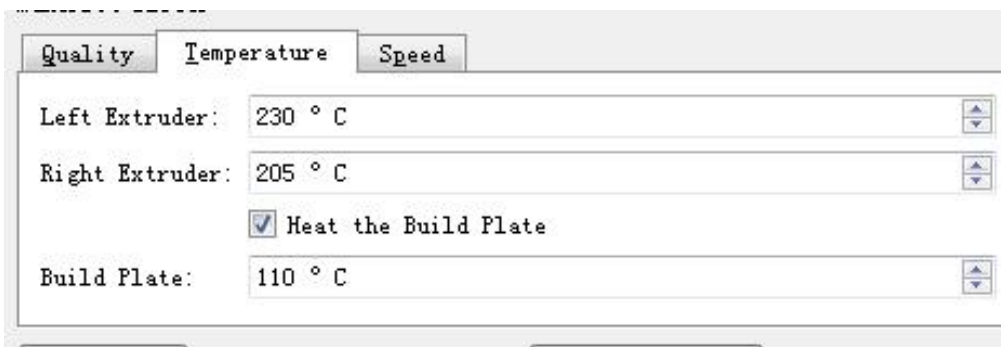 Quality Temperature Speed
Left Extruder: 230 ° C
Right Extruder: 205 ° C
Heat the Build Plate
Build Plate: 110 ° C